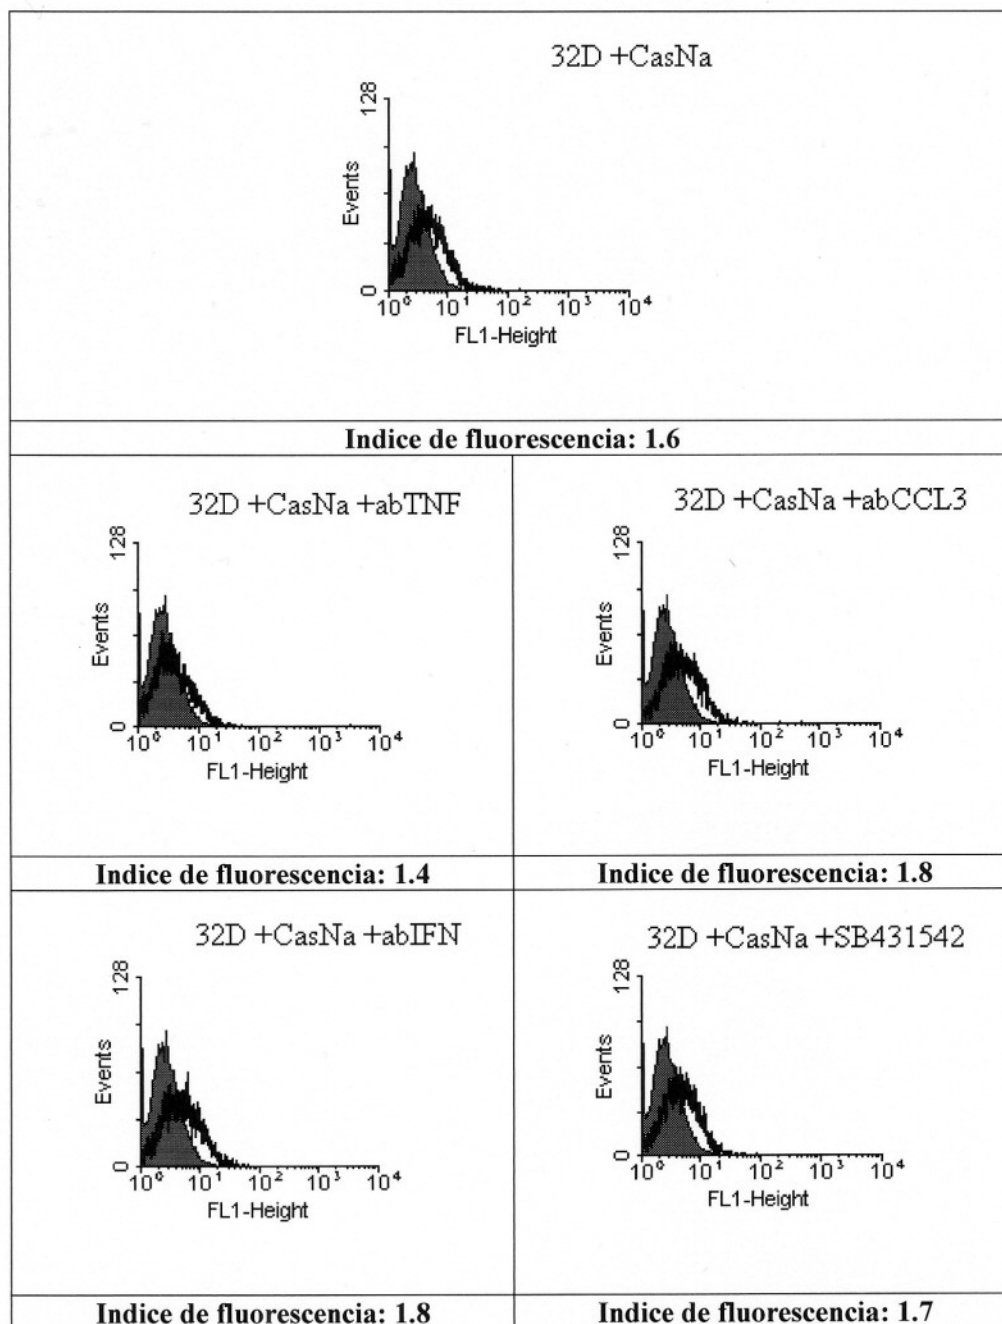 32D +CasNa
128
Events
0
10⁰ 10¹ 10² 10³ 10⁴
FL1-Height
Indice de fluorescencia: 1.6
32D +CasNa +abTNF
128
Events
0
10⁰ 10¹ 10² 10³ 10⁴
FL1-Height
Indice de fluorescencia: 1.4
32D +CasNa +abCCL3
128
Events
0
10⁰ 10¹ 10² 10³ 10⁴
FL1-Height
Indice de fluorescencia: 1.8
32D +CasNa +abIFN
128
Events
0
10⁰ 10¹ 10² 10³ 10⁴
FL1-Height
Indice de fluorescencia: 1.8
32D +CasNa +SB431542
128
Events
0
10⁰ 10¹ 10² 10³ 10⁴
FL1-Height
Indice de fluorescencia: 1.7